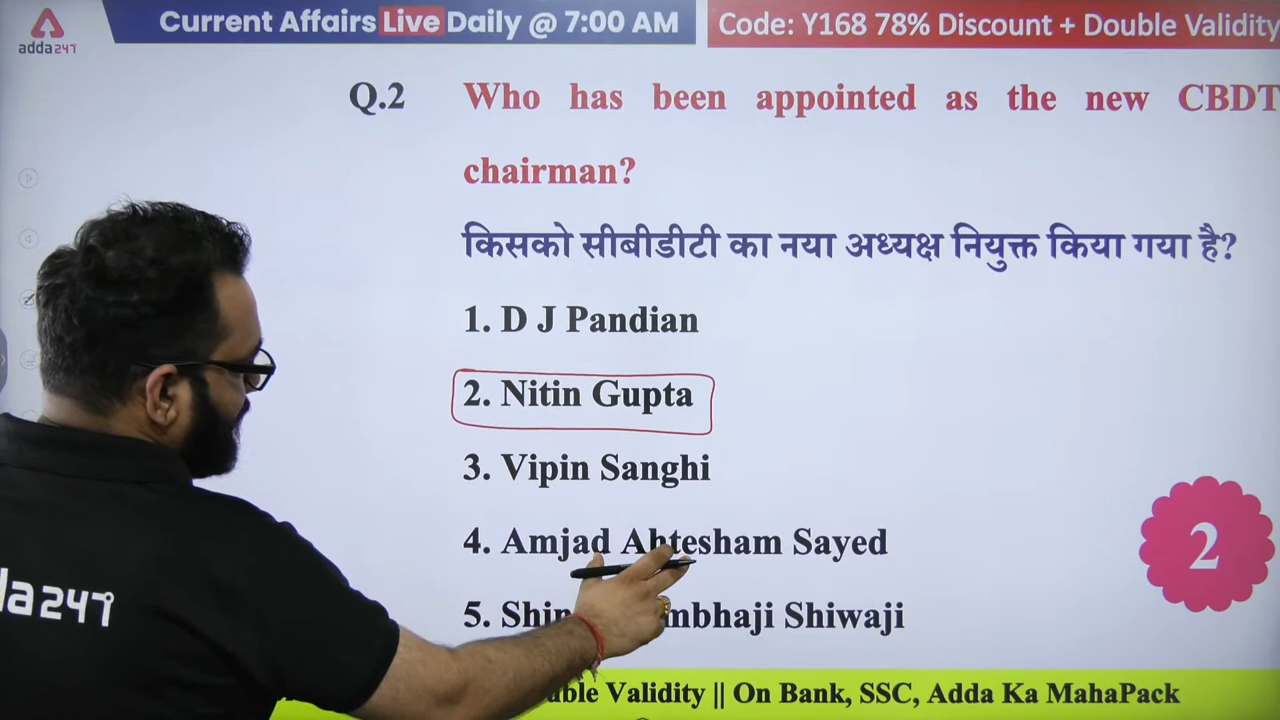 adda247
Current Affairs Live Daily @ 7:00 AM
Code: Y168 78% Discount + Double Validity
Q.2 Who has been appointed as the new CBDT
chairman?
किसको सीबीडीटी का नया अध्यक्ष नियुक्त किया गया है?
1. D J Pandian
2. Nitin Gupta
3. Vipin Sanghi
4. Amjad Ahtesham Sayed
5. Shiwaji
2
da247
Validity || On Bank, SSC, Adda Ka MahaPack